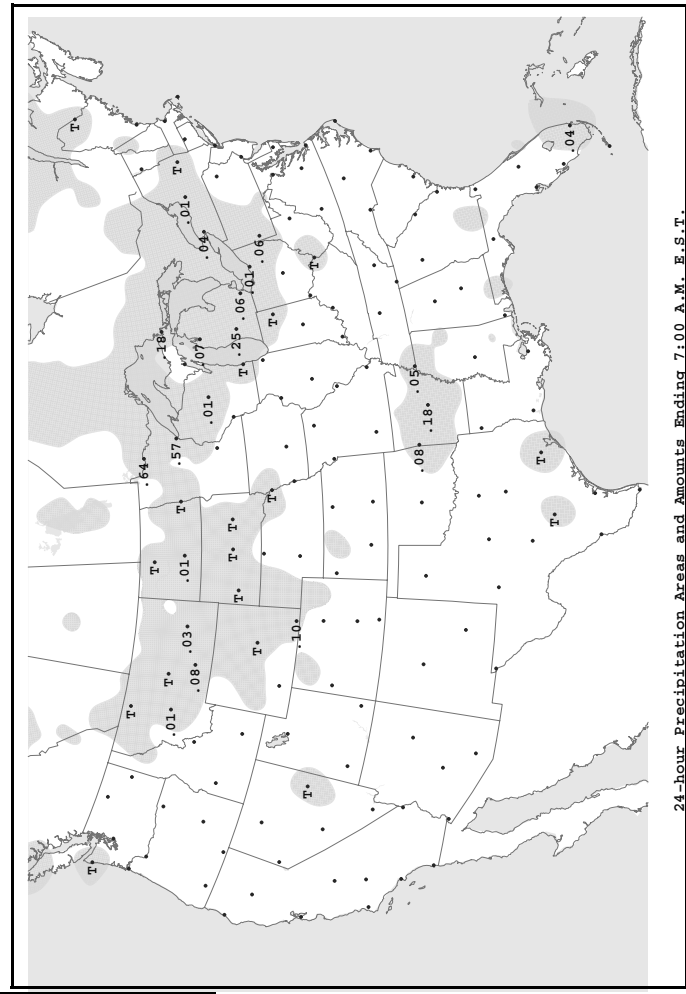 T
T
T
.64
T
.18
T
.01
.57
T
T
.01
.01
.03
.08
.07
.04
.01
T
T
.25
T
.06
T
.01
T
.06
T
T
.10
T
T
.05
.08
.18
T
T
.04
24-hour Precipitation Areas and Amounts Ending 7:00 A.M. E.S.T.